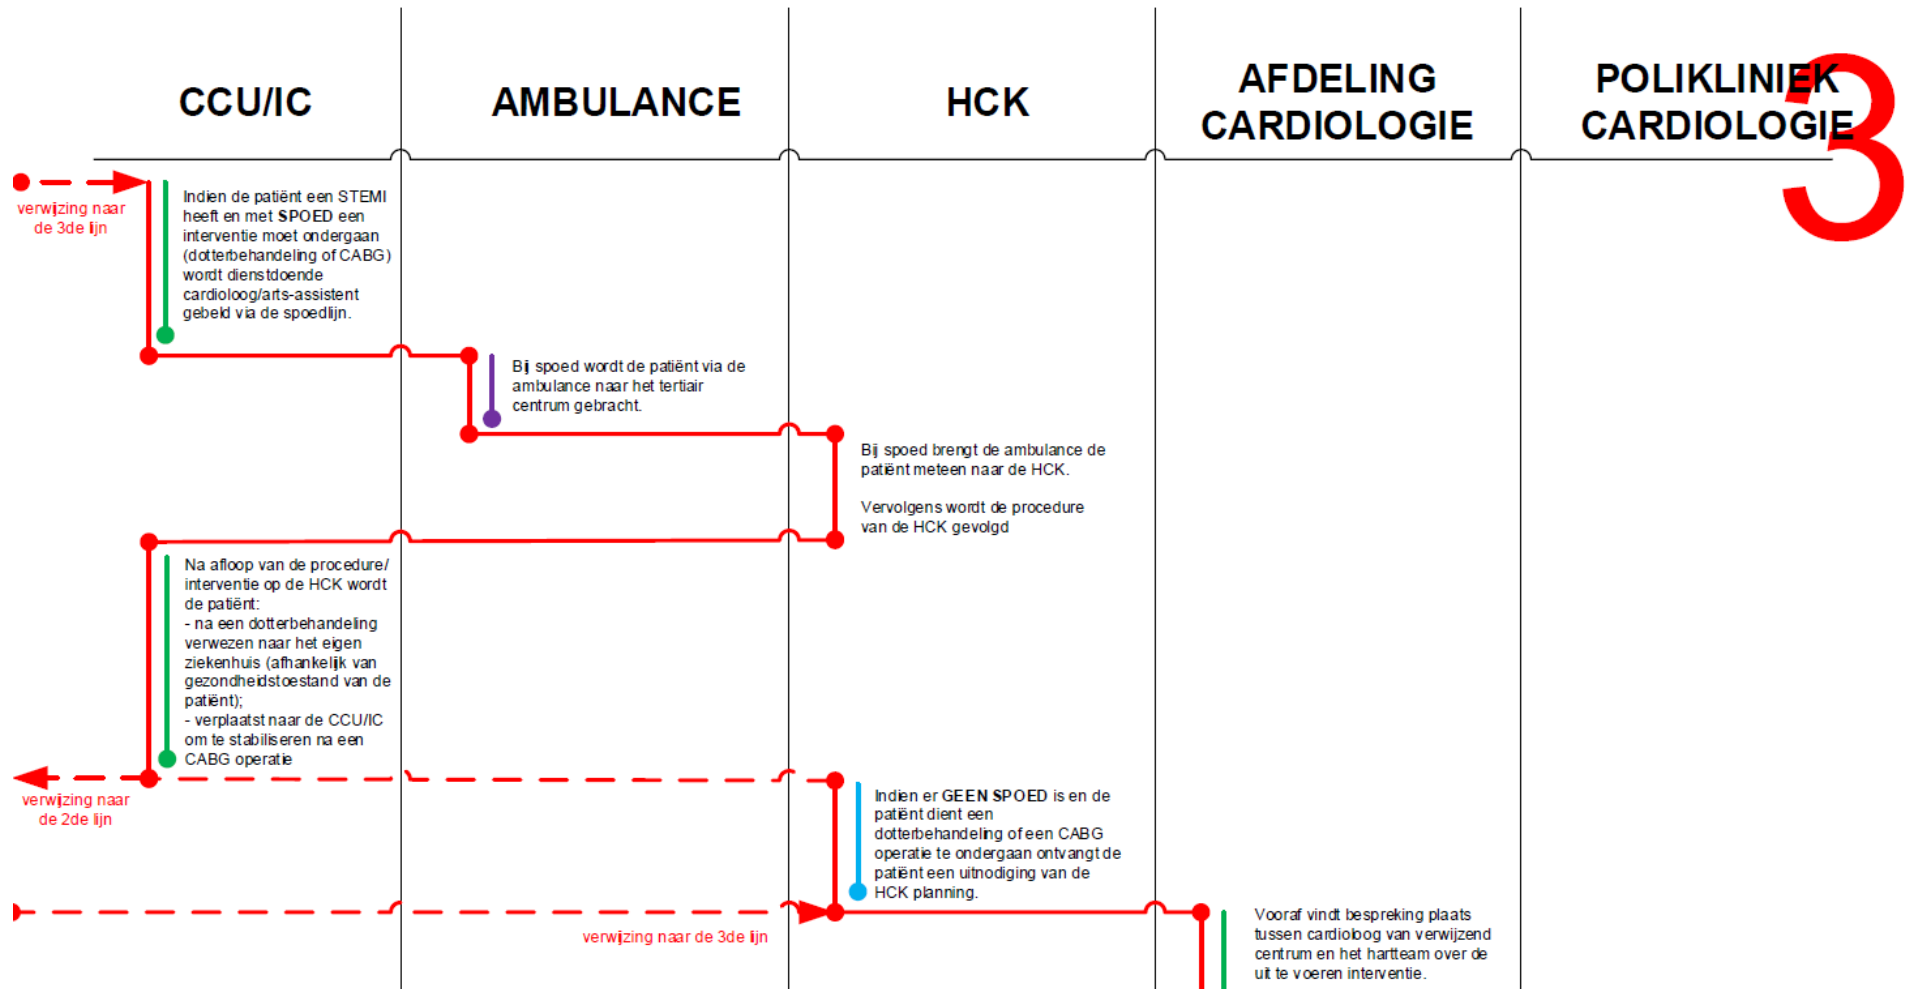 CCU/IC
AMBULANCE
HCK
AFDELING
CARDIOLOGIE
POLIKLINIEK
CARDIOLOGIE
3
verwijzing naar
de 3de lijn
Indien de patiënt een STEMI
heeft en met SPOED een
interventie moet ondergaan
(dotterbehandeling of CABG)
wordt dienstdoende
cardioloog/arts-assistent
gebeld via de spoedlijn.
Bij spoed wordt de patiënt via de
ambulance naar het tertiair
centrum gebracht.
Bij spoed brengt de ambulance de
patiënt meteen naar de HCK.
Vervolgens wordt de procedure
van de HCK gevolgd
Na afloop van de procedure/
interventie op de HCK wordt
de patiënt:
- na een dotterbehandeling
verwezen naar het eigen
ziekenhuis (afhankelijk van
gezondheidstoestand van de
patiënt);
- verplaatst naar de CCU/IC
om te stabiliseren na een
CABG operatie
verwijzing naar
de 2de lijn
Indien er GEEN SPOED is en de
patiënt dient een
dotterbehandeling of een CABG
operatie te ondergaan ontvangt de
patiënt een uitnodiging van de
HCK planning.
verwijzing naar de 3de lijn
Vooraf vindt bespreking plaats
tussen cardioloog van verwijzend
centrum en het hartteam over de
uit te voeren interventie.